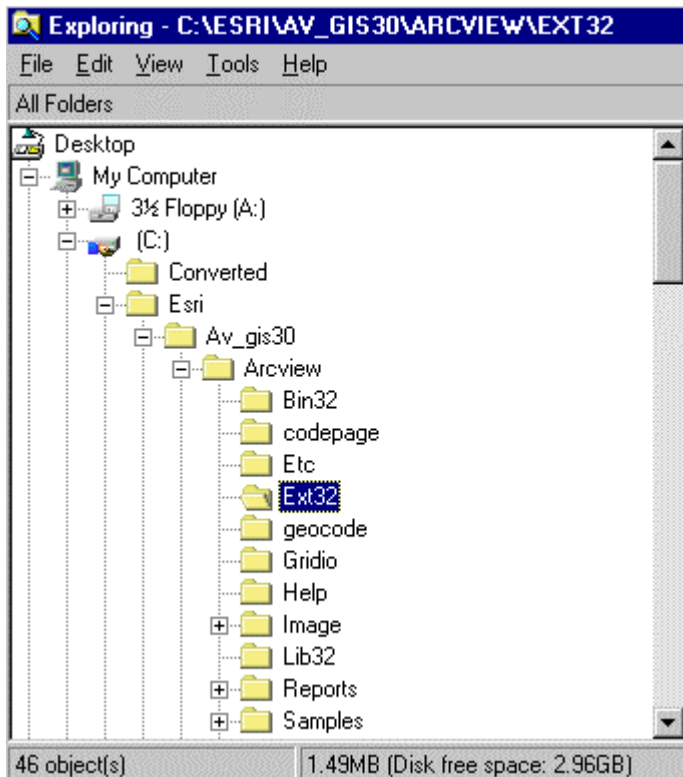 Exploring - C:\ESRI\AV_GIS30\ARCVIEW\EXT32
File Edit View Tools Help
All Folders
Desktop
My Computer
3½ Floppy (A:)
(C:)
Converted
Esri
Av_gis30
Arcview
Bin32
codepage
Etc
Ext32
geocode
Gridio
Help
Image
Lib32
Reports
Samples
46 object(s) 1.49MB (Disk free space: 2.96GB)